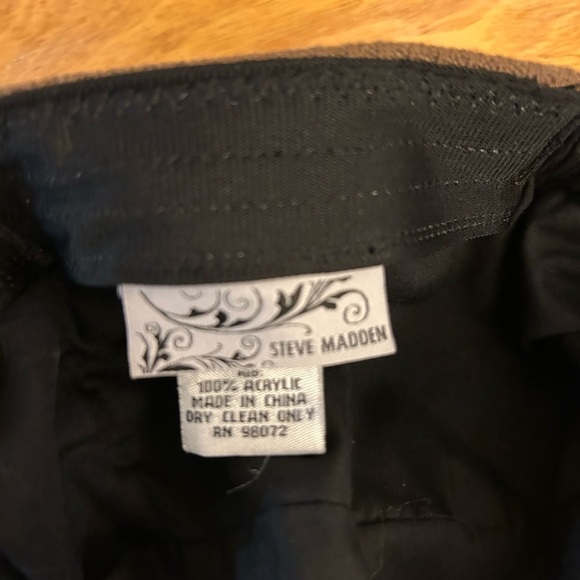 STEVE MADDEN
100% ACRYLIC
MADE IN CHINA
DRY CLEAN ONLY
RN 98072